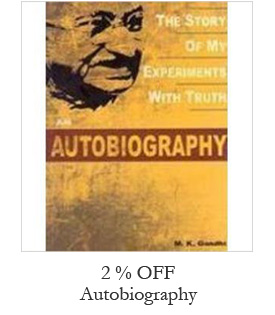 THE STORY
OF MY
EXPERIMENTS
WITH TRUTH
AN
AUTOBIOGRAPHY
M. K. Gandhi
2 % OFF
Autobiography